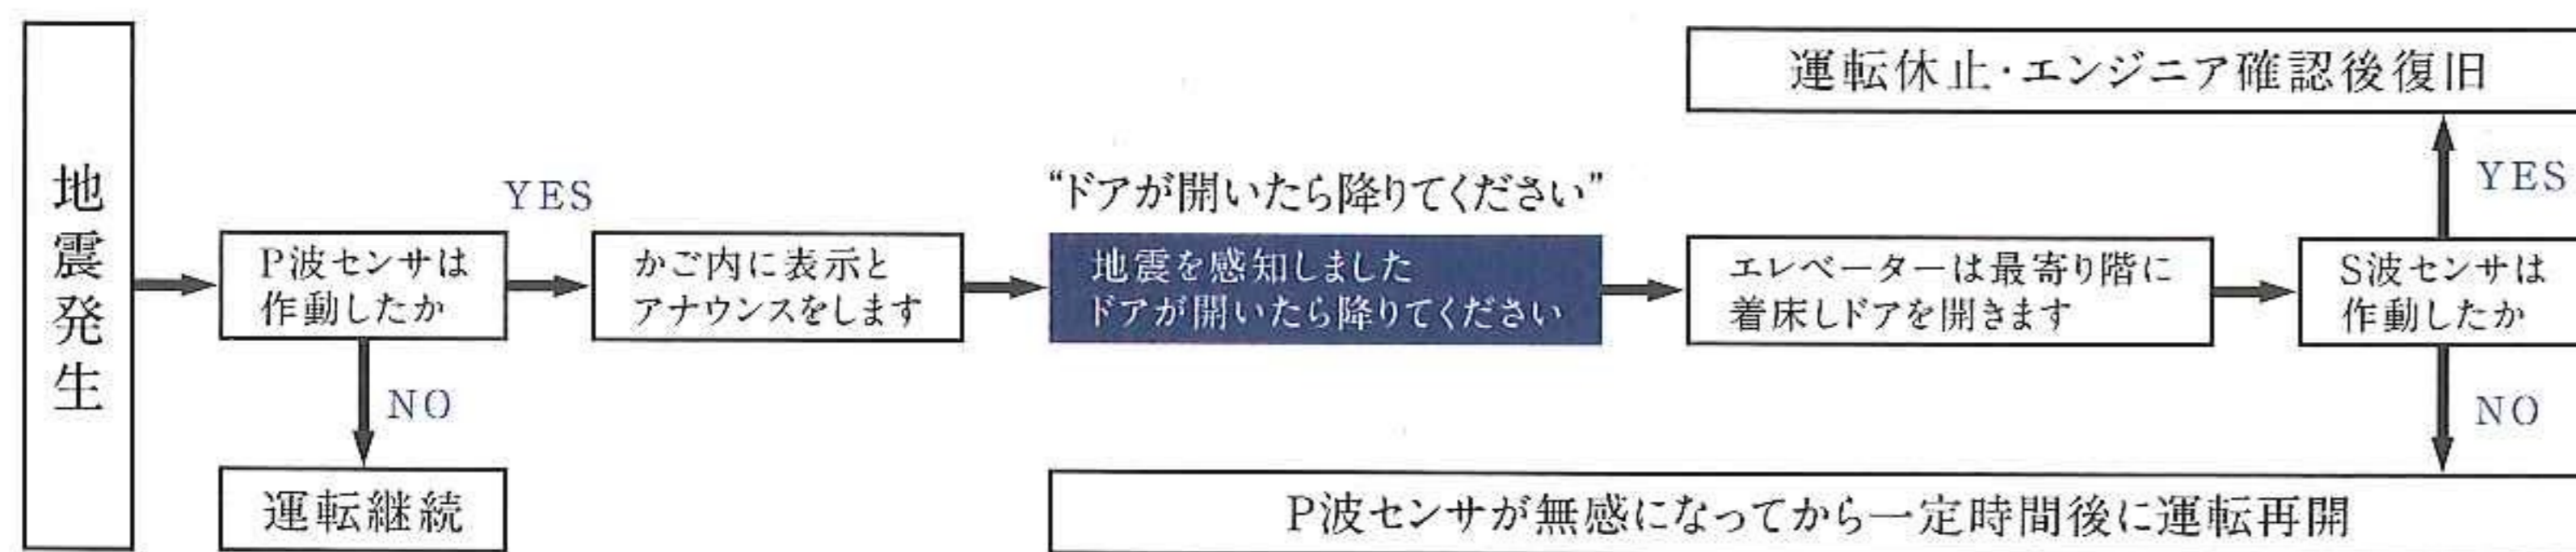 地震発生
P波センサは
作動したか
YES
NO
運転継続
かご内に表示と
アナウンスをします
“ドアが開いたら降りてください”
地震を感知しました
ドアが開いたら降りてください
エレベーターは最寄り階に
着床しドアを開きます
S波センサは
作動したか
YES
運転休止・エンジニア確認後復旧
NO
P波センサが無感になってから一定時間後に運転再開